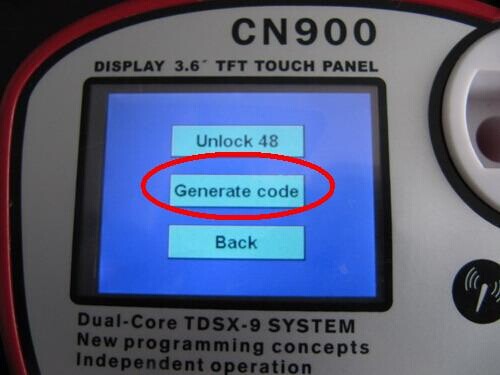 CN900
DISPLAY 3.6″ TFT TOUCH PANEL
Unlock 48
Generate code
Back
Dual-Core TDSX-9 SYSTEM
New programming concepts
Independent operation